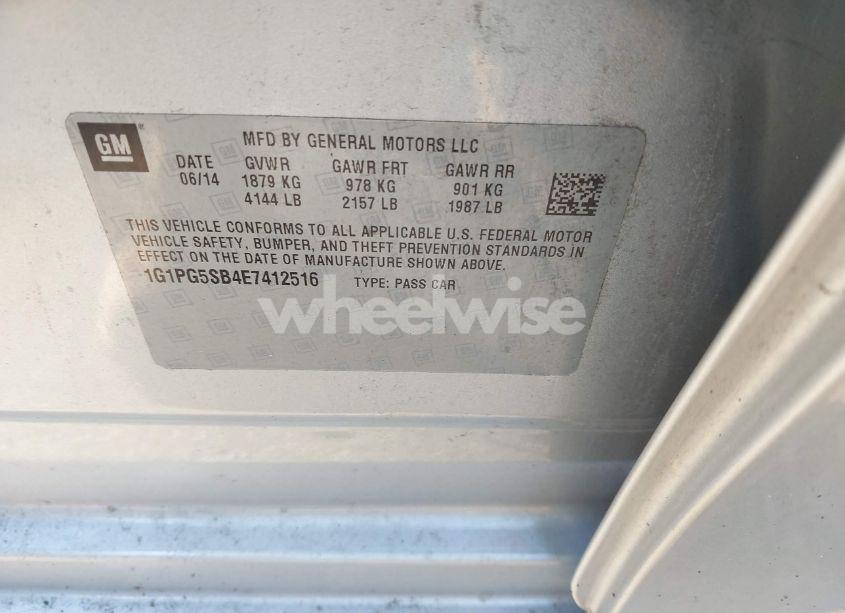 GM
MFD BY GENERAL MOTORS LLC
DATE GVWR GAWR FRT GAWR RR
06/14 1879 KG 978 KG 901 KG
4144 LB 2157 LB 1987 LB
THIS VEHICLE CONFORMS TO ALL APPLICABLE U.S. FEDERAL MOTOR
VEHICLE SAFETY, BUMPER, AND THEFT PREVENTION STANDARDS IN
EFFECT ON THE DATE OF MANUFACTURE SHOWN ABOVE.
1G1PG5SB4E7412516 TYPE: PASS CAR
wheelwise